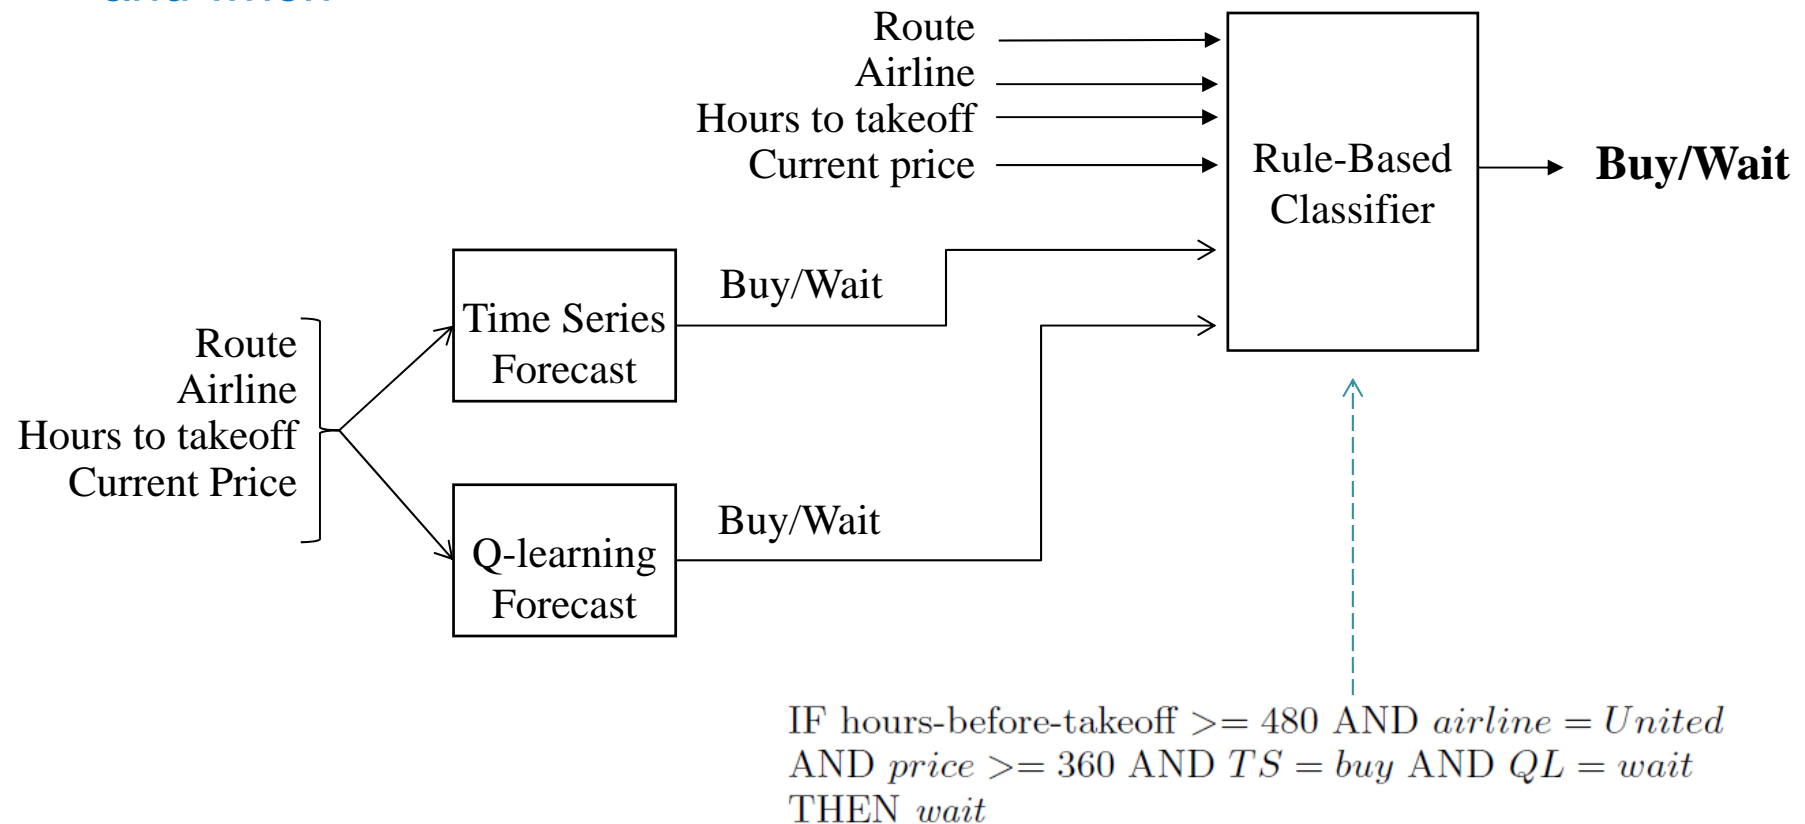 Route
Airline
Hours to takeoff
Current price
Rule-Based
Classifier
Buy/Wait
Buy/Wait
Time Series
Forecast
Route
Airline
Hours to takeoff
Current Price
Buy/Wait
Q-learning
Forecast
IF hours-before-takeoff >= 480 AND airline = United
AND price >= 360 AND TS = buy AND QL = wait
THEN wait